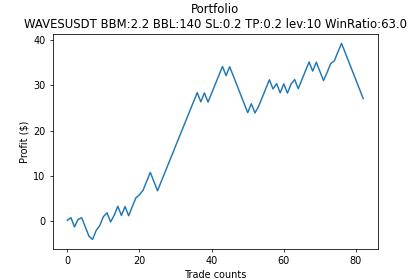 Portfolio
WAVESUSDT BBM:2.2 BBL:140 SL:0.2 TP:0.2 lev:10 WinRatio:63.0
40
30
20
10
0
Profit ($)
0 20 40 60 80
Trade counts